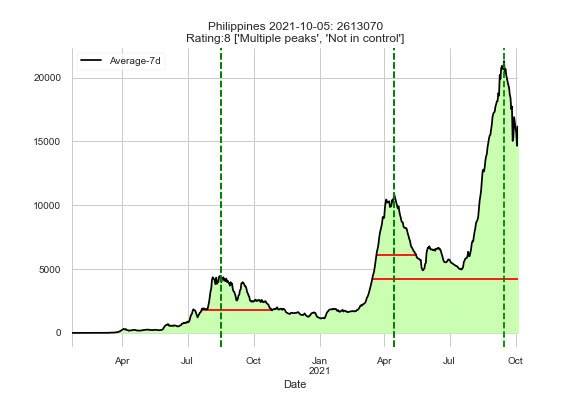 Philippines 2021-10-05: 2613070
Rating:8 ['Multiple peaks', 'Not in control']
Average-7d
20000
15000
10000
5000
0
Apr
Jul
Oct
Jan
2021
Apr
Jul
Oct
Date